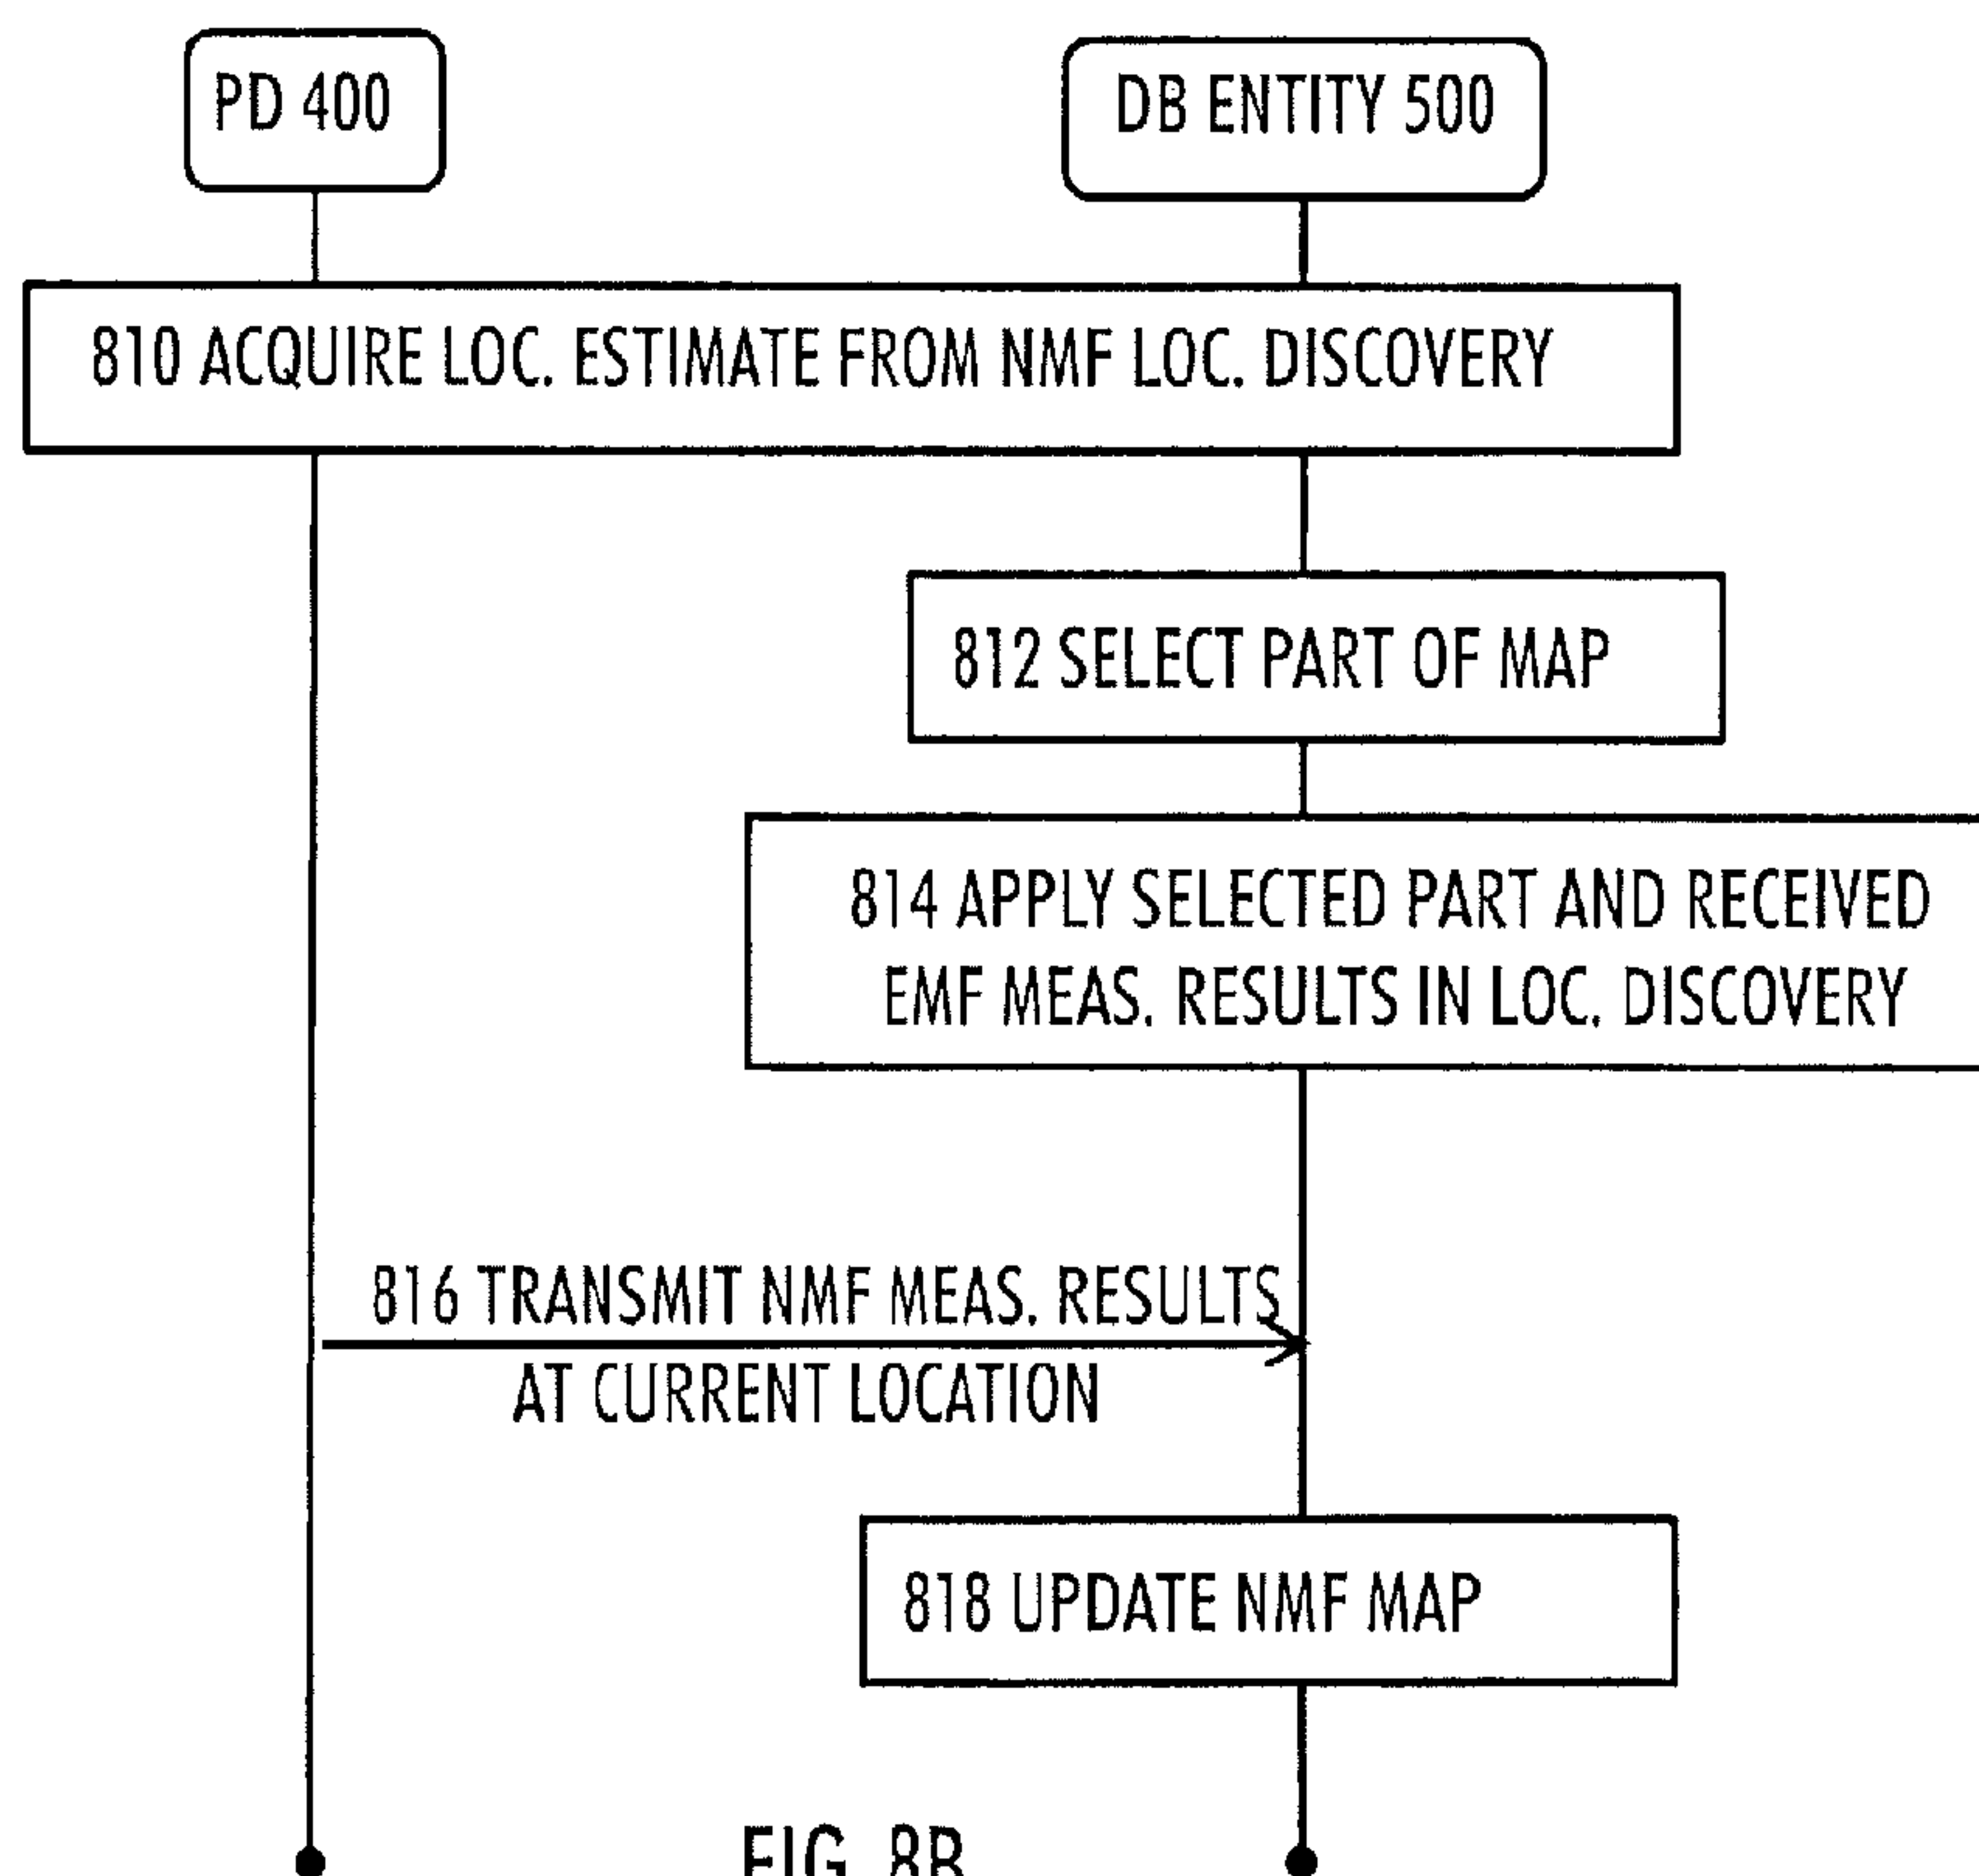 PD 400
DB ENTITY 500
810 ACQUIRE LOC. ESTIMATE FROM NMF LOC. DISCOVERY
812 SELECT PART OF MAP
814 APPLY SELECTED PART AND RECEIVED
EMF MEAS. RESULTS IN LOC. DISCOVERY
816 TRANSMIT NMF MEAS. RESULTS
AT CURRENT LOCATION
818 UPDATE NMF MAP
FIG. 8B